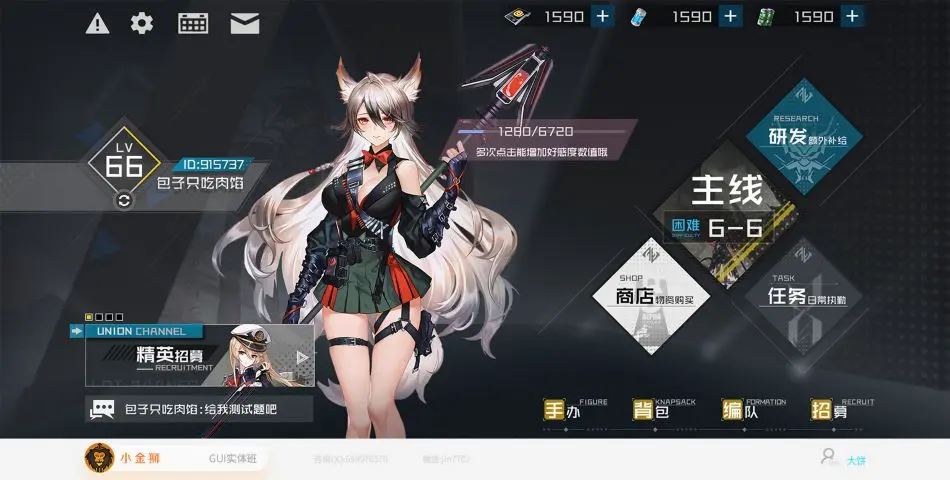 1590 +
1590 +
1590 +
LV
66
ID:915737
包子只吃肉馅
1280/6720
多次点击能增加好感度数值哦
RESEARCH
研发额外补给
主线
困难
DIFFICULTY
6-6
SHOP
商店物资购买
TASK
任务日常执勤
UNION CHANNEL
精英招募
RECRUITMENT
包子只吃肉馅:给我测试题吧
手办 FIGURE
背包 KNAPSACK
编队 FORMATION
招募 RECRUIT
小金狮
GUI实体班
大饼